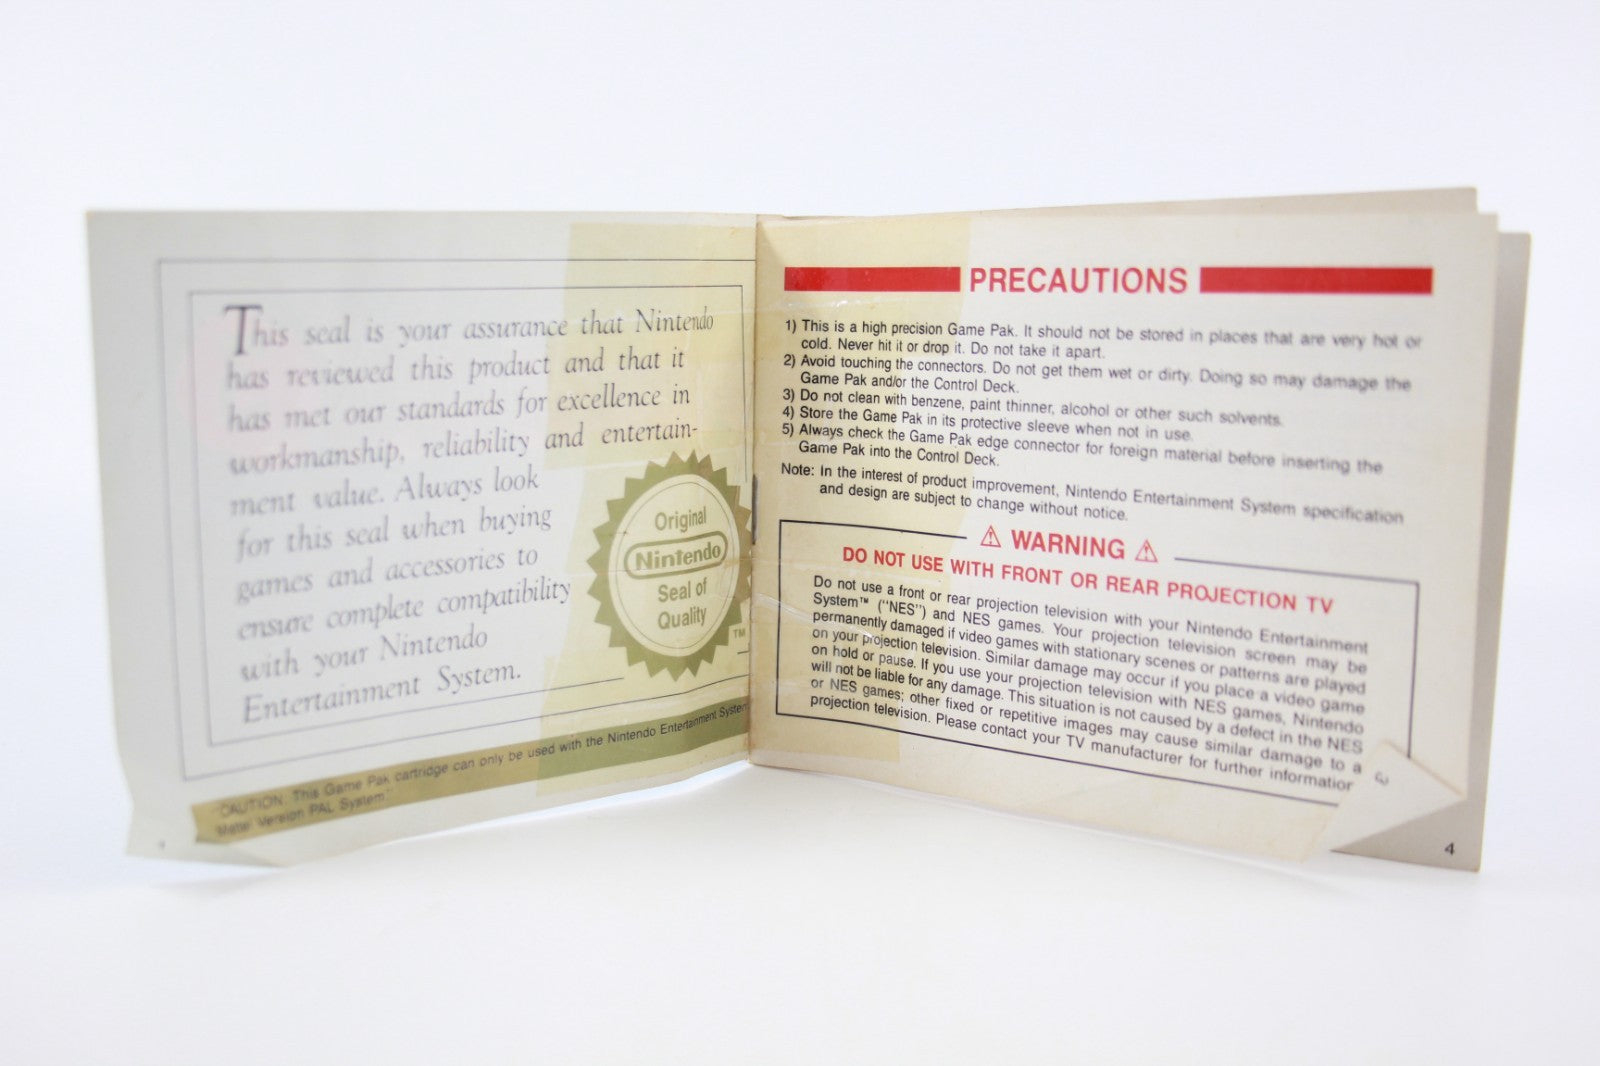 This seal is your assurance that Nintendo
has reviewed this product and that it
has met our standards for excellence in
workmanship, reliability and entertain-
ment value. Always look
for this seal when buying
games and accessories to
ensure complete compatibility
with your Nintendo
Entertainment System.
Original
Nintendo
Seal of
Quality
TM
"CAUTION: This Game Pak cartridge can only be used with the Nintendo Entertainment System
Mattel Version PAL System"
PRECAUTIONS
1) This is a high precision Game Pak. It should not be stored in places that are very hot or
cold. Never hit it or drop it. Do not take it apart.
2) Avoid touching the connectors. Do not get them wet or dirty. Doing so may damage the
Game Pak and/or the Control Deck.
3) Do not clean with benzene, paint thinner, alcohol or other such solvents.
4) Store the Game Pak in its protective sleeve when not in use.
5) Always check the Game Pak edge connector for foreign material before inserting the
Game Pak into the Control Deck.
Note: In the interest of product improvement, Nintendo Entertainment System specification
and design are subject to change without notice.
⚠ WARNING ⚠
DO NOT USE WITH FRONT OR REAR PROJECTION TV
Do not use a front or rear projection television with your Nintendo Entertainment
System™ ("NES") and NES games. Your projection television screen may be
permanently damaged if video games with stationary scenes or patterns are played
on your projection television. Similar damage may occur if you place a video game
on hold or pause. If you use your projection television with NES games, Nintendo
will not be liable for any damage. This situation is not caused by a defect in the NES
or NES games; other fixed or repetitive images may cause similar damage to a
projection television. Please contact your TV manufacturer for further information
3
4